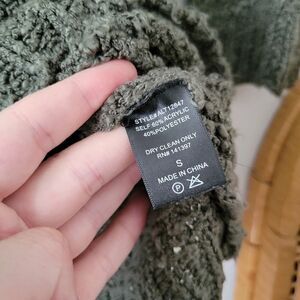 STYLE# ALT12847
SELF 60% ACRYLIC
40%POLYESTER
DRY CLEAN ONLY
RN# 141397
S
MADE IN CHINA
P